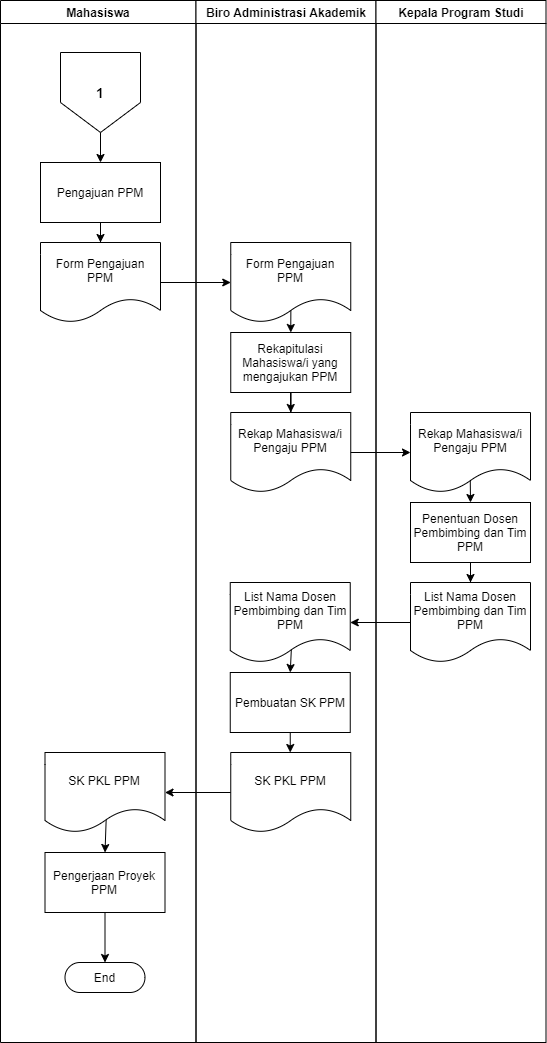 Mahasiswa
Biro Administrasi Akademik
Kepala Program Studi
1
Pengajuan PPM
Form Pengajuan
PPM
Form Pengajuan
PPM
Rekapitulasi
Mahasiswa/i yang
mengajukan PPM
Rekap Mahasiswa/i
Pengaju PPM
Rekap Mahasiswa/i
Pengaju PPM
Penentuan Dosen
Pembimbing dan Tim
PPM
List Nama Dosen
Pembimbing dan Tim
PPM
List Nama Dosen
Pembimbing dan Tim
PPM
Pembuatan SK PPM
SK PKL PPM
SK PKL PPM
Pengerjaan Proyek
PPM
End